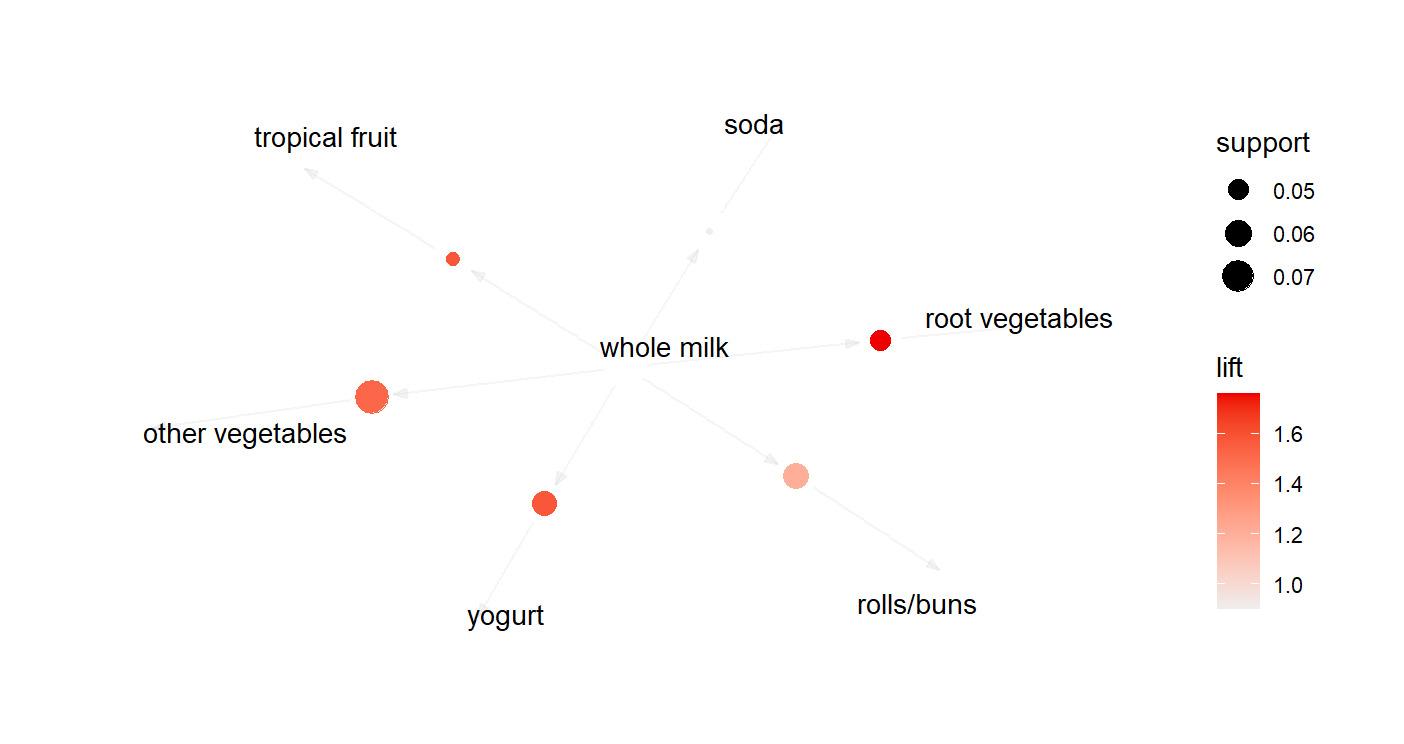 soda
tropical fruit
root vegetables
whole milk
other vegetables
yogurt
rolls/buns
support
0.05
0.06
0.07
lift
1.6
1.4
1.2
1.0